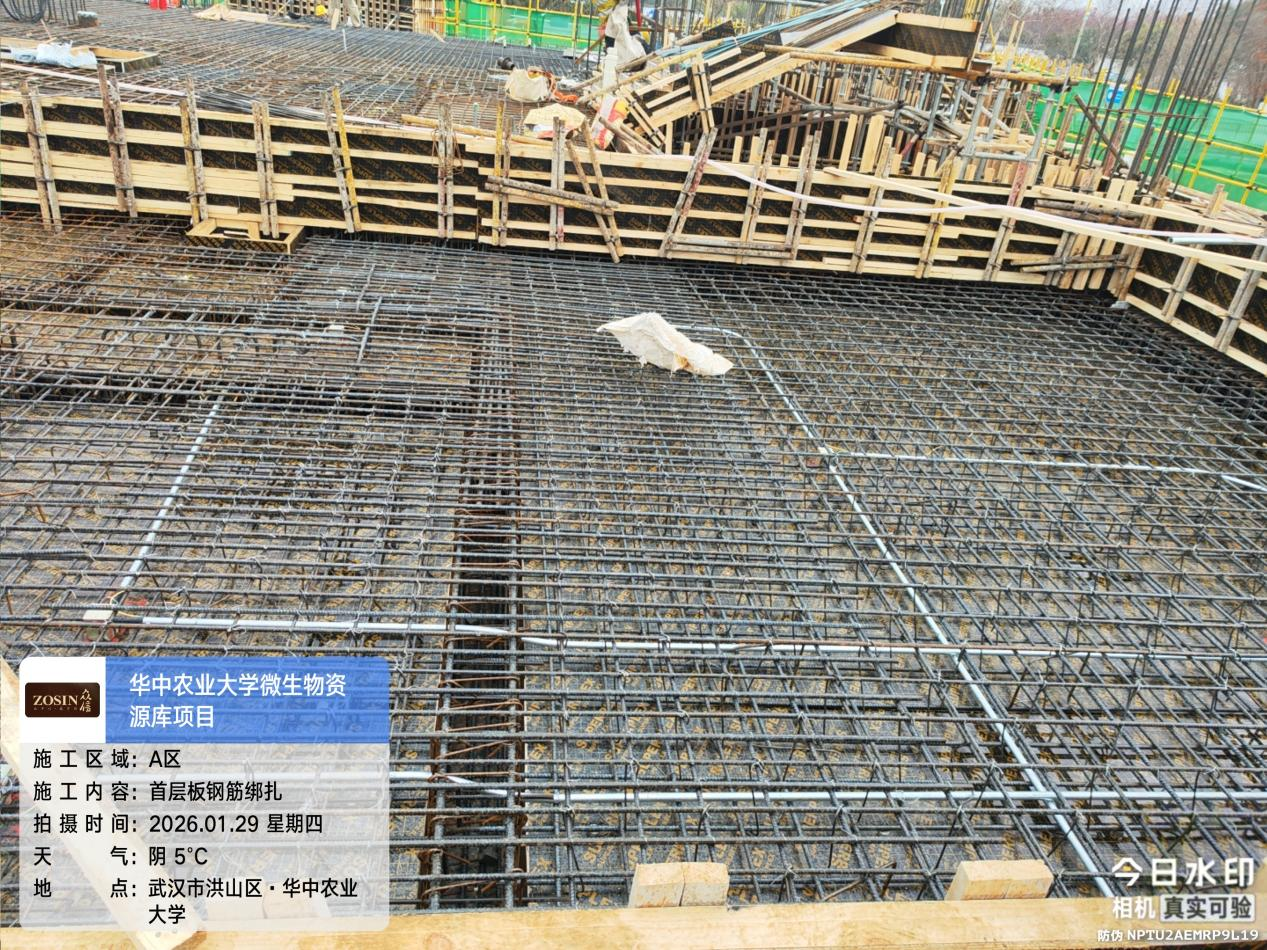 华中农业大学微生物资
源库项目
ZOSIN 众信
施工区域：A区
施工内容：首层板钢筋绑扎
拍摄时间：2026.01.29 星期四
天气：阴 5°C
地点：武汉市洪山区·华中农业
大学
今日水印
相机 真实可验
防伪 NPTU2AEMRP9L19